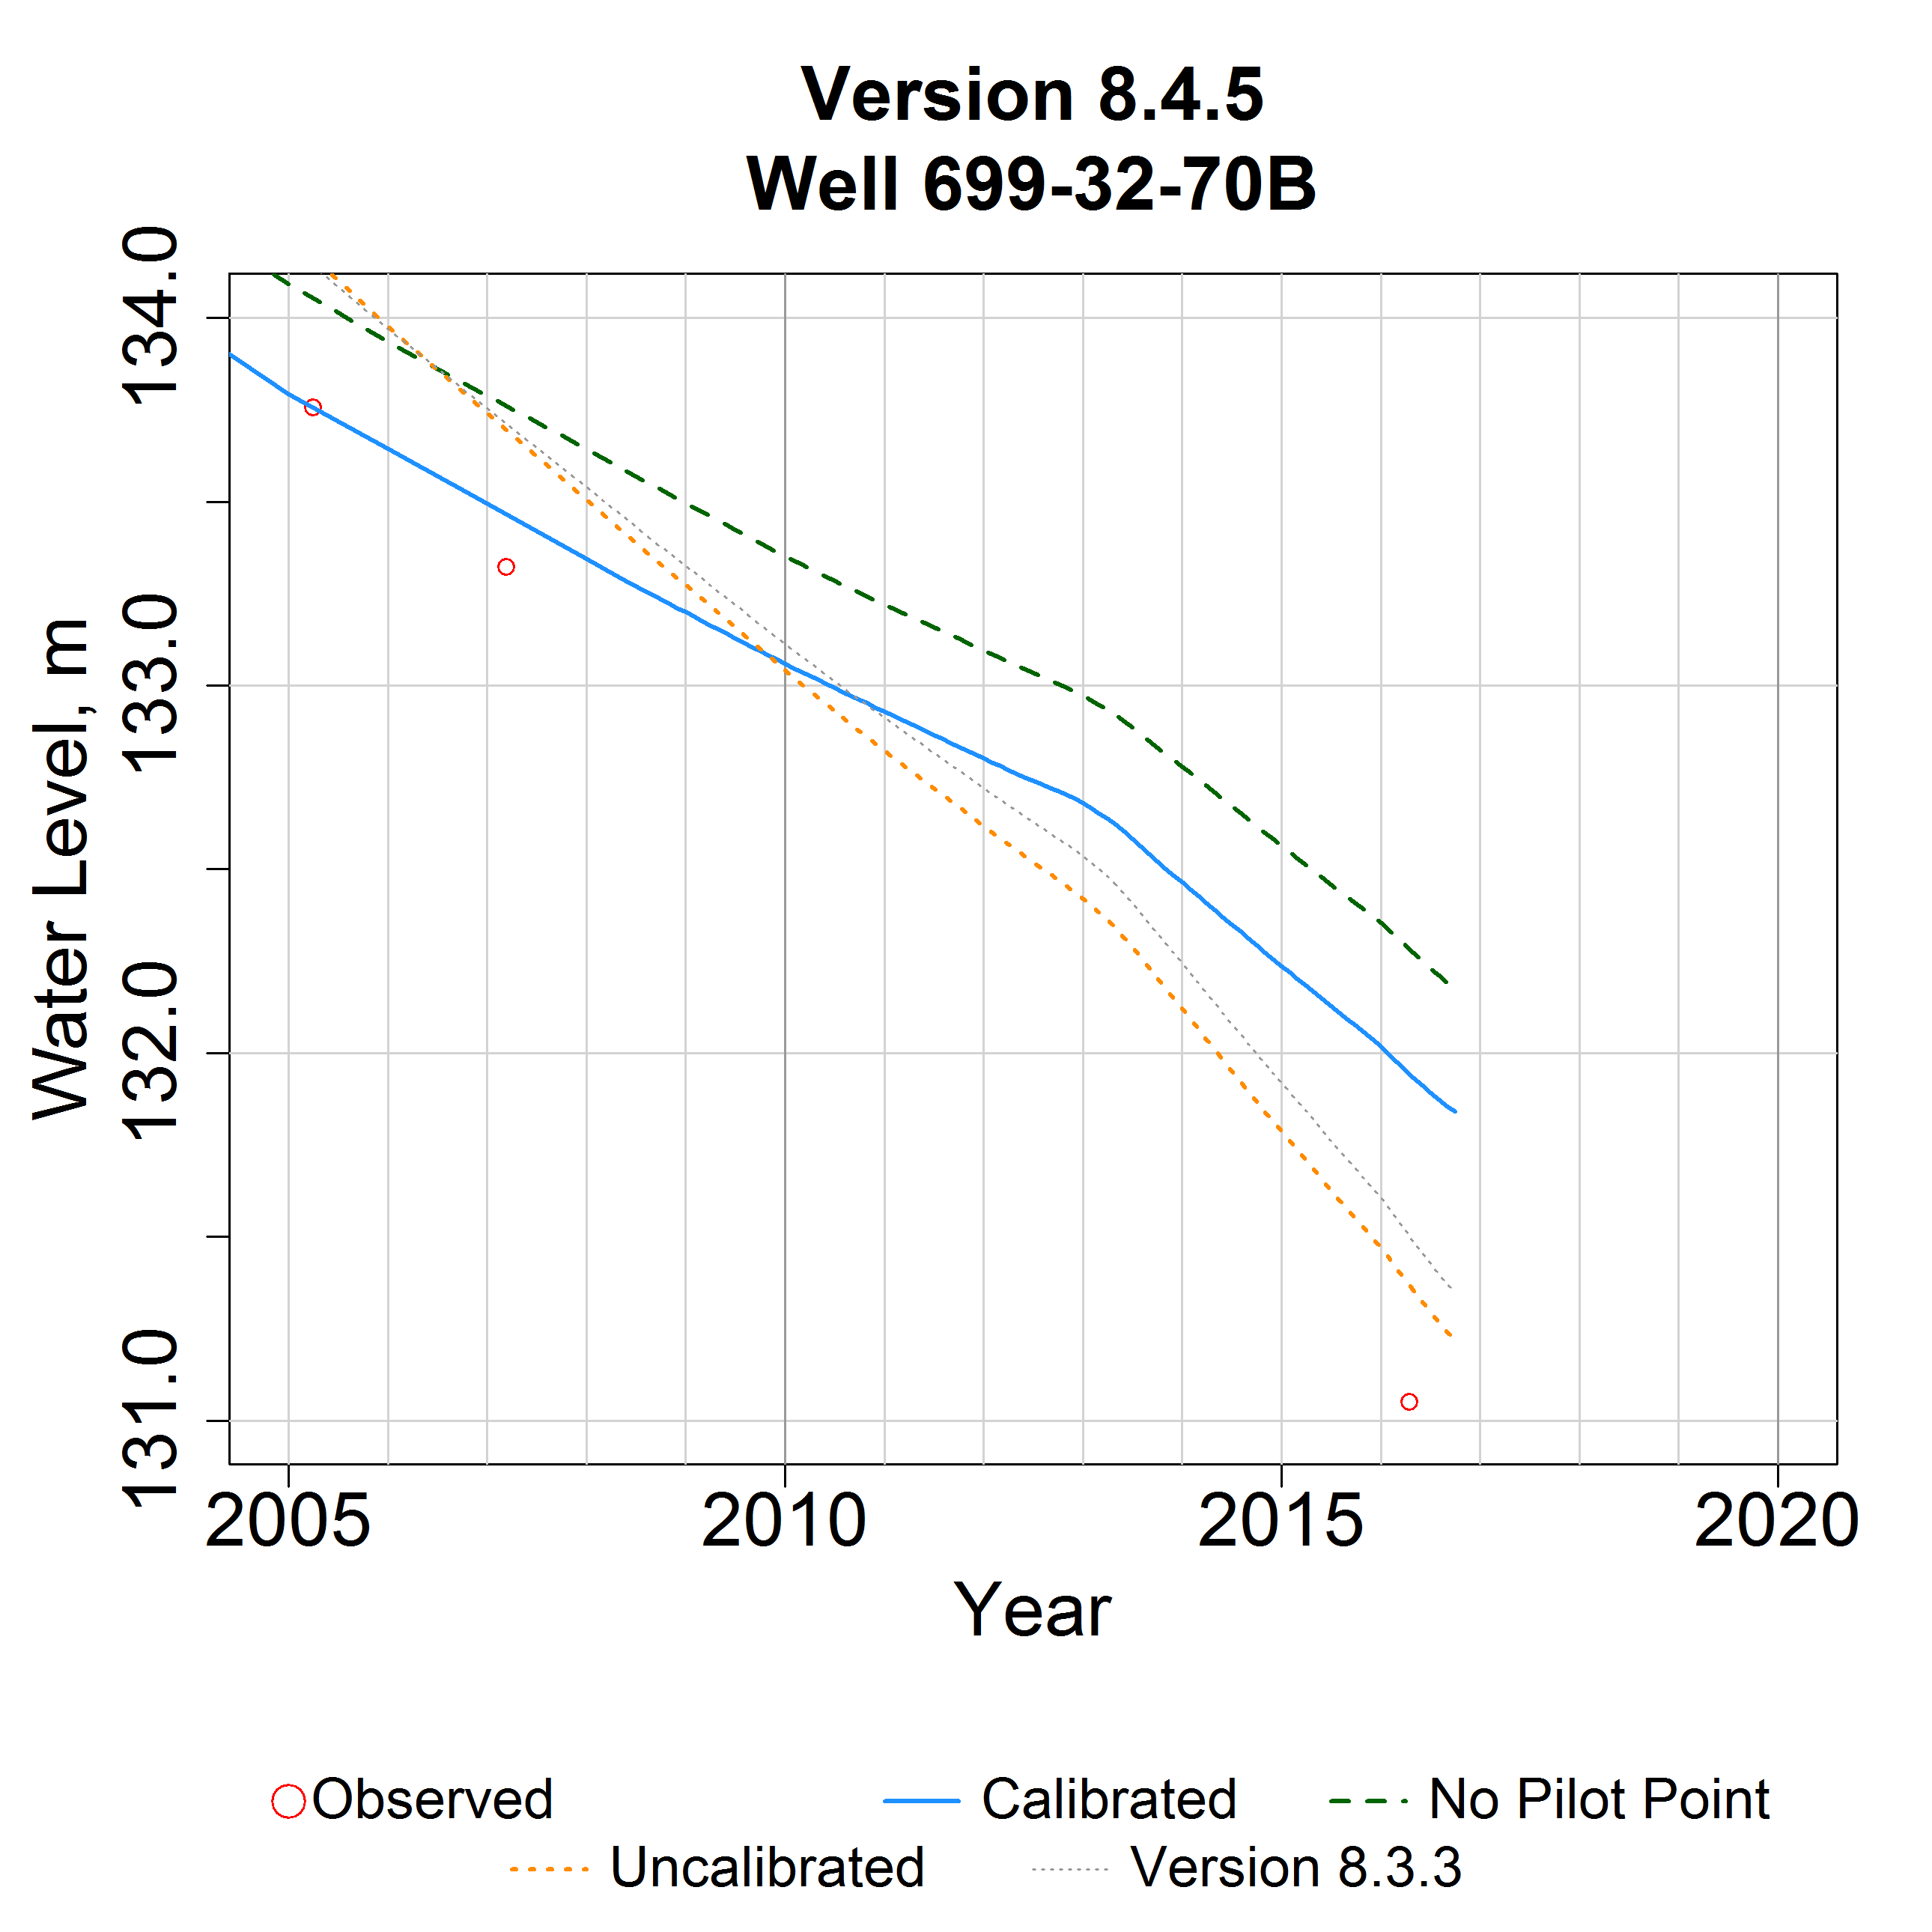 Version 8.4.5
Well 699-32-70B
134.0
133.0
132.0
131.0
Water Level, m
2005 2010 2015 2020
Year
Observed Calibrated No Pilot Point
Uncalibrated Version 8.3.3